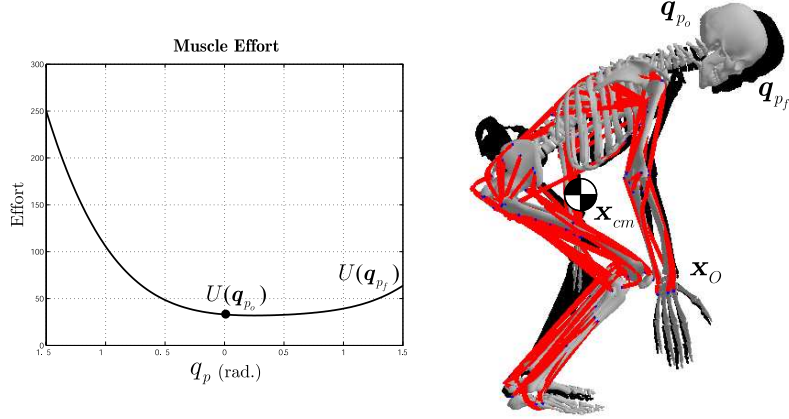 Muscle Effort
300
250
200
150
100
50
0
Effort
U(q_{p_o})
U(q_{p_f})
1. 5 1 0. 5 0 0.5 1 1.5
q_p (rad.)
q_{p_o}
q_{p_f}
x_{cm}
x_O